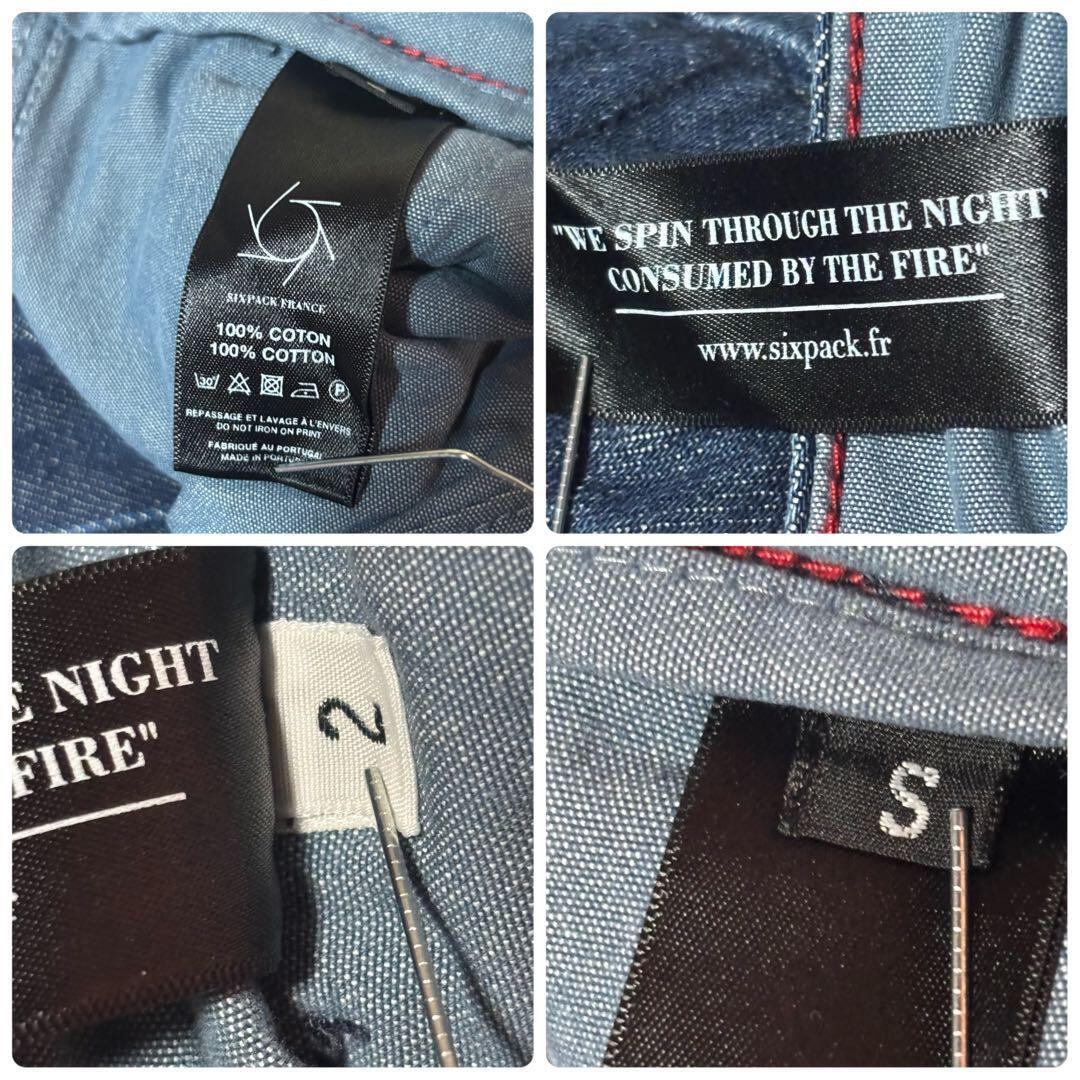 SIXPACK FRANCE
100% COTON
100% COTTON
30°
P
REPASSAGE ET LAVAGE À L'ENVERS
DO NOT IRON ON PRINT
FABRIQUÉ AU PORTUGAL
MADE IN
"WE SPIN THROUGH THE NIGHT
CONSUMED BY THE FIRE"
www.sixpack.fr
E NIGHT
FIRE"
2
S